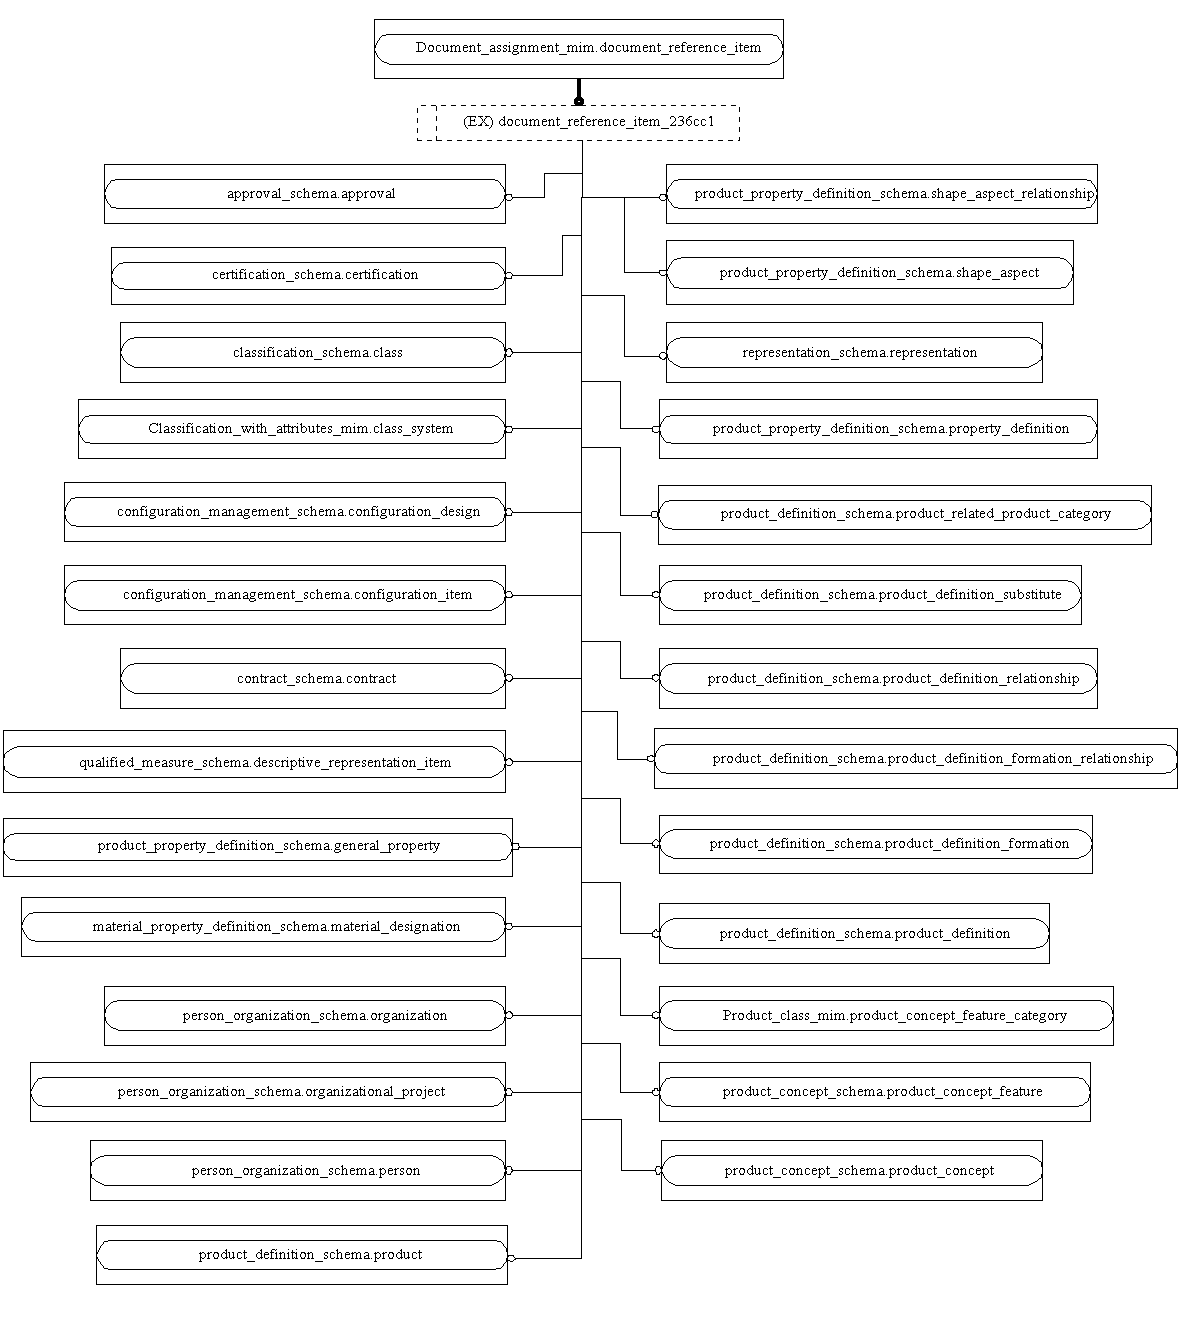 Document_assignment_mim.document_reference_item
(EX) document_reference_item_236cc1
approval_schema.approval
product_property_definition_schema.shape_aspect_relationship
certification_schema.certification
product_property_definition_schema.shape_aspect
classification_schema.class
representation_schema.representation
Classification_with_attributes_mim.class_system
product_property_definition_schema.property_definition
configuration_management_schema.configuration_design
product_definition_schema.product_related_product_category
configuration_management_schema.configuration_item
product_definition_schema.product_definition_substitute
contract_schema.contract
product_definition_schema.product_definition_relationship
qualified_measure_schema.descriptive_representation_item
product_definition_schema.product_definition_formation_relationship
product_property_definition_schema.general_property
product_definition_schema.product_definition_formation
material_property_definition_schema.material_designation
product_definition_schema.product_definition
person_organization_schema.organization
Product_class_mim.product_concept_feature_category
person_organization_schema.organizational_project
product_concept_schema.product_concept_feature
person_organization_schema.person
product_concept_schema.product_concept
product_definition_schema.product